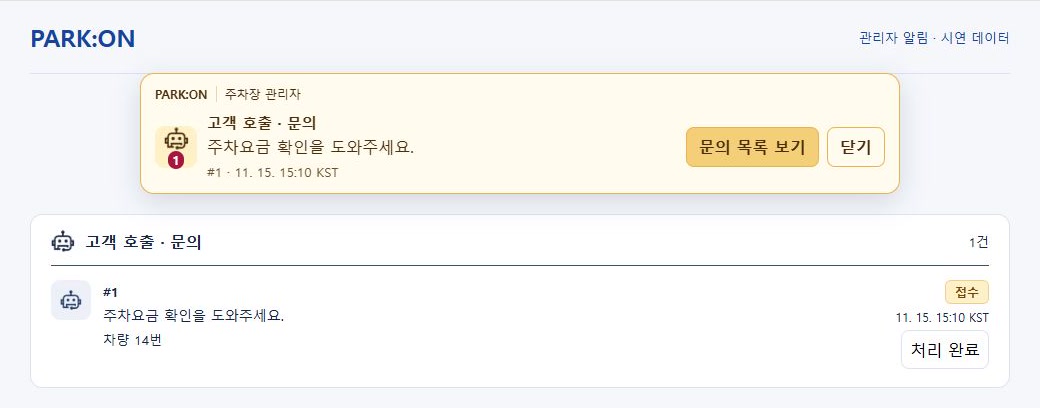 PARK:ON
관리자 알림 · 시연 데이터
PARK:ON 주차장 관리자
고객 호출 · 문의
주차요금 확인을 도와주세요.
1
#1 · 11. 15. 15:10 KST
문의 목록 보기
닫기
고객 호출 · 문의
1건
#1
주차요금 확인을 도와주세요.
차량 14번
접수
11. 15. 15:10 KST
처리 완료